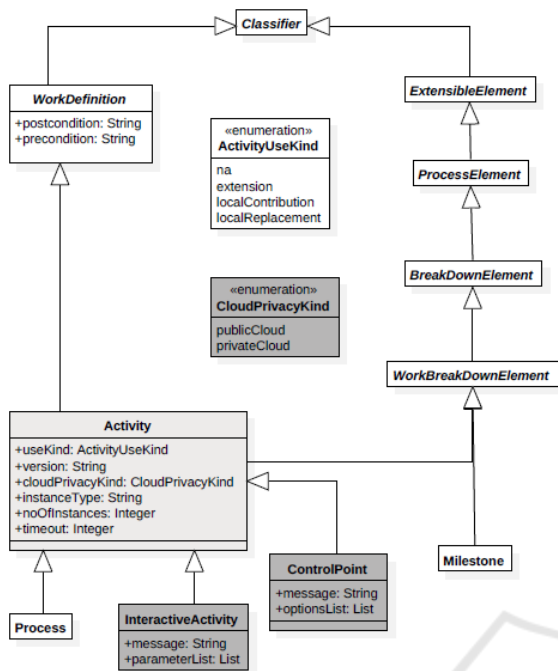 Classifier
WorkDefinition
+postcondition: String
+precondition: String
ExtensibleElement
«enumeration»
ActivityUseKind
na
extension
localContribution
localReplacement
ProcessElement
BreakDownElement
«enumeration»
CloudPrivacyKind
publicCloud
privateCloud
WorkBreakDownElement
Activity
+useKind: ActivityUseKind
+version: String
+cloudPrivacyKind: CloudPrivacyKind
+instanceType: String
+noOfInstances: Integer
+timeout: Integer
ControlPoint
+message: String
+optionsList: List
Milestone
Process
InteractiveActivity
+message: String
+parameterList: List